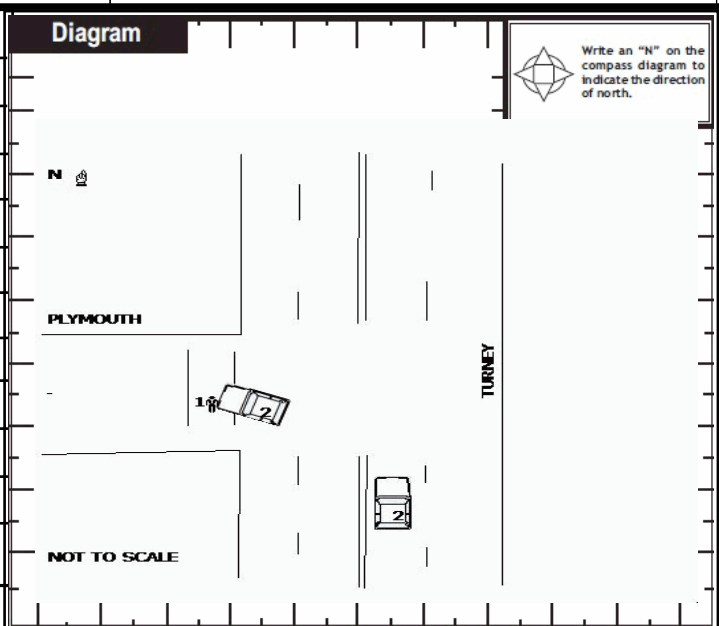 Diagram
Write an "N" on the
compass diagram to
indicate the direction
of north.
N
PLYMOUTH
TURNEY
1
2
2
NOT TO SCALE